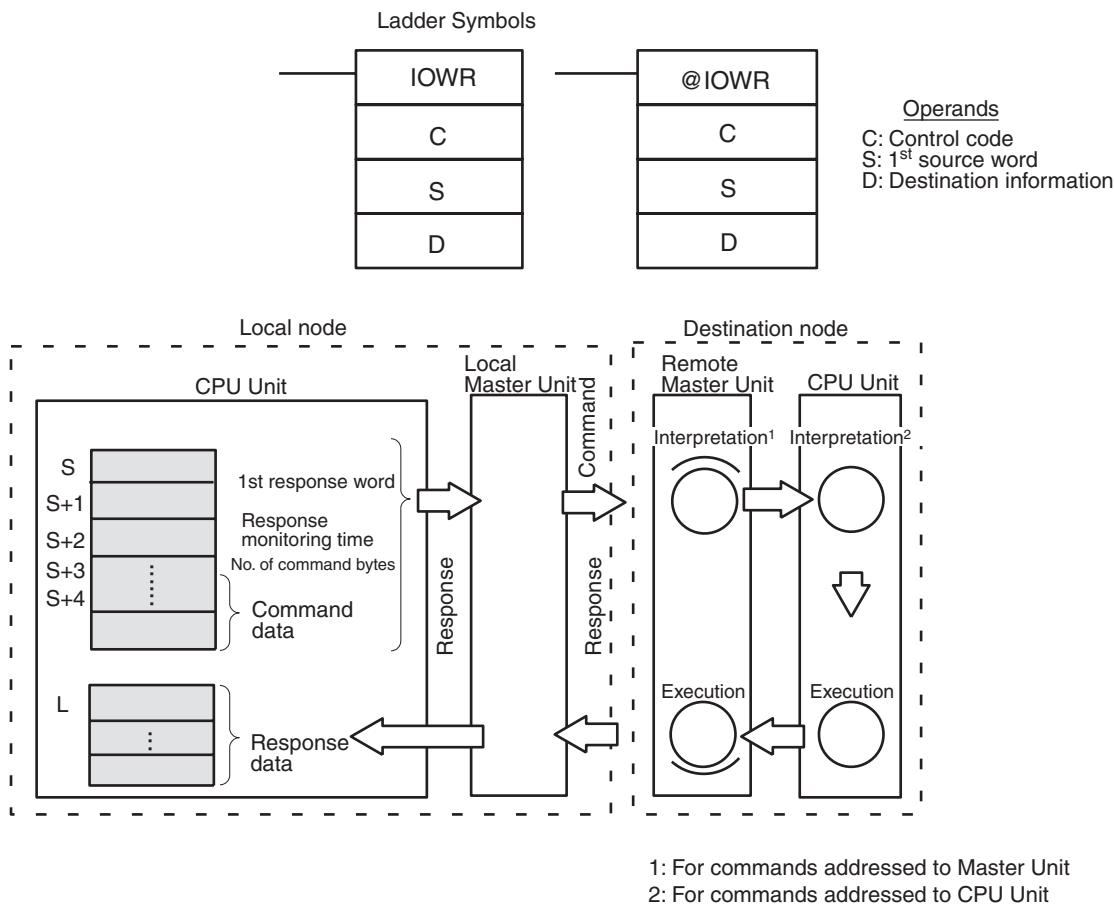 Ladder Symbols
IOWR
C
S
D
@IOWR
C
S
D
Operands
C: Control code
S: 1st source word
D: Destination information
Local node
Destination node
CPU Unit
Local
Master Unit
Command
Remote
Master Unit
CPU Unit
Interpretation1
Interpretation2
S
S+1
S+2
S+3
S+4
1st response word
Response
monitoring time
No. of command bytes
Command
data
Response
Response
L
Response
data
Execution
Execution
1: For commands addressed to Master Unit
2: For commands addressed to CPU Unit